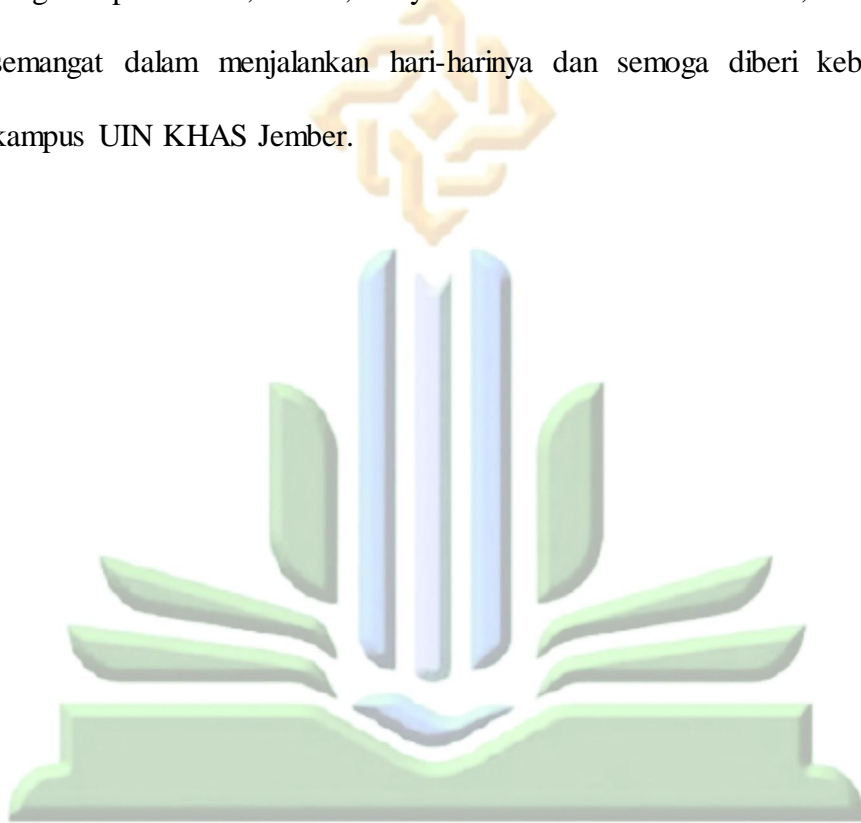 semangat dalam menjalankan hari-harinya dan semoga diberi keb
kampus UIN KHAS Jember.